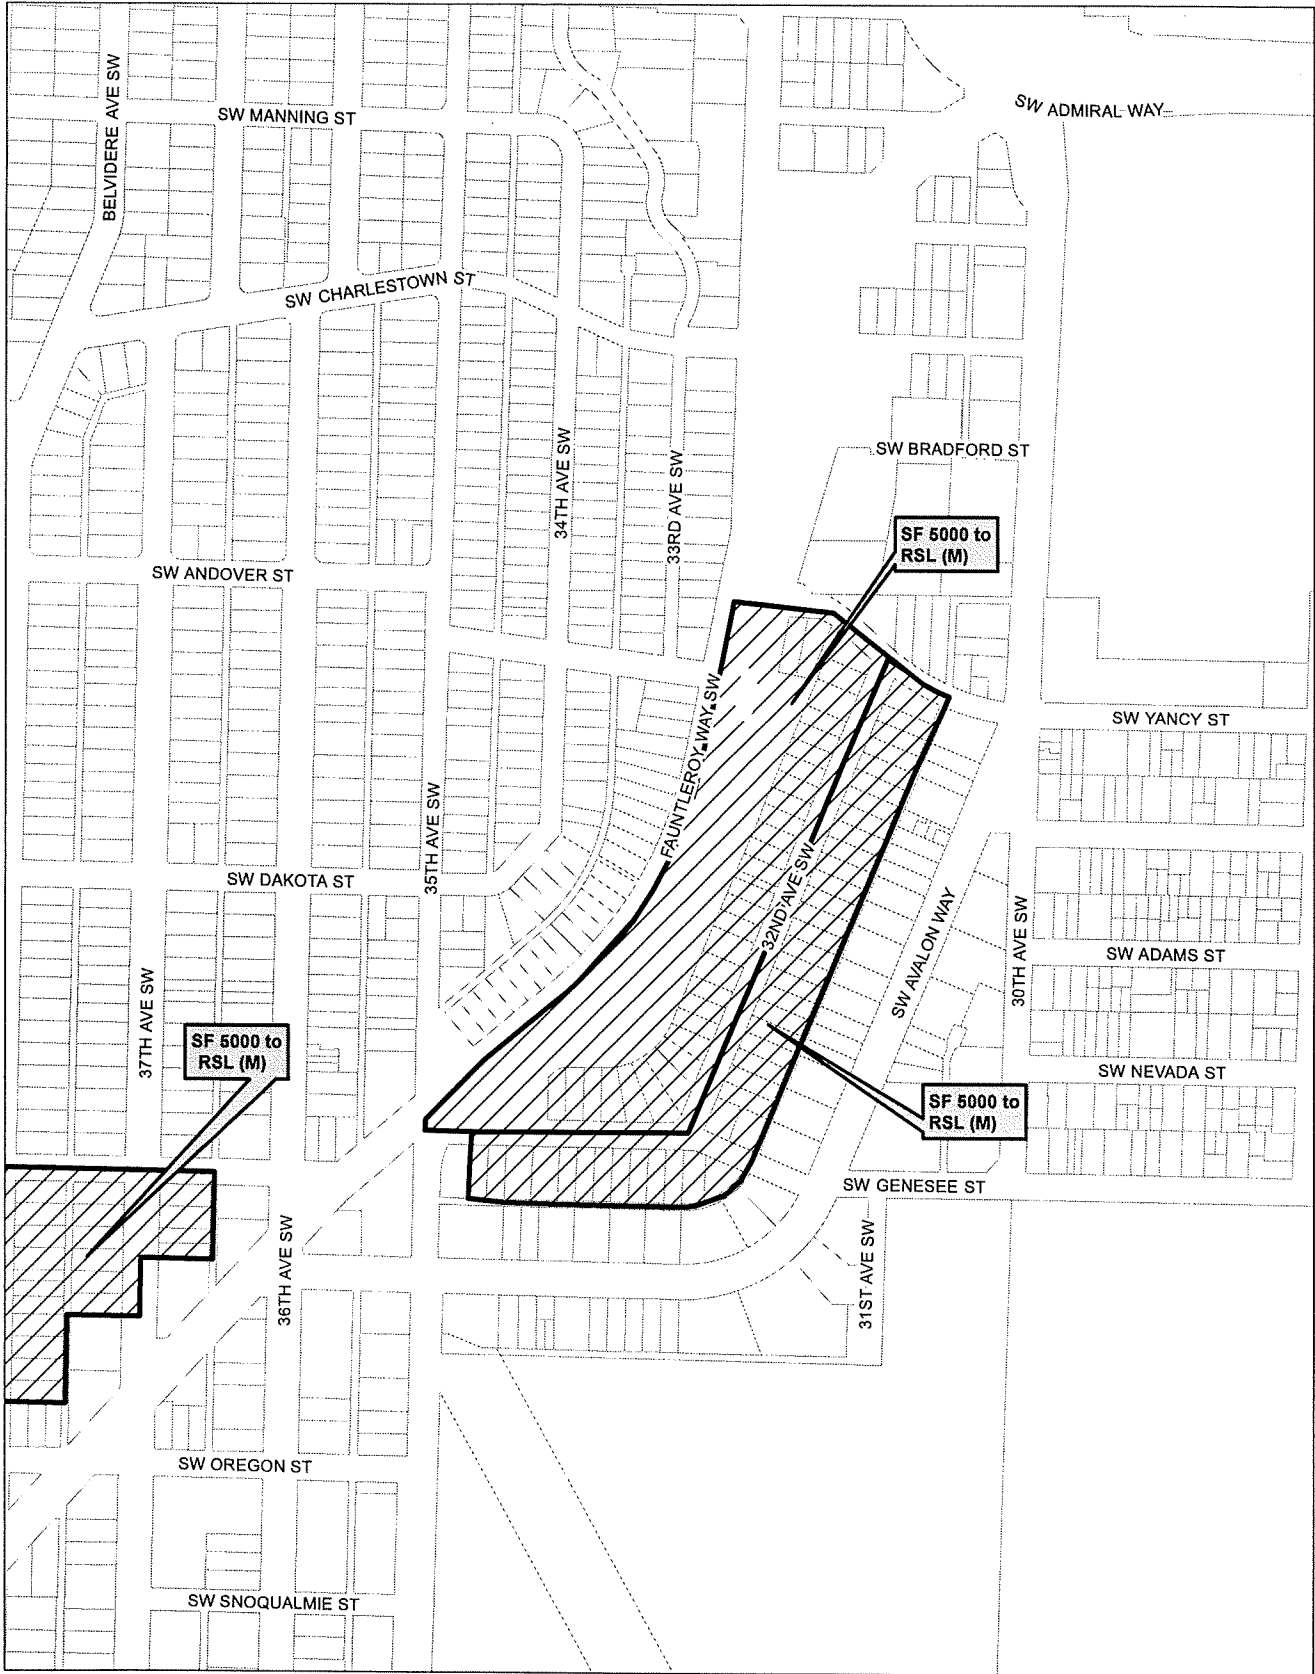 SW ADMIRAL WAY
BELVIDERE AVE SW
SW MANNING ST
SW CHARLESTOWN ST
34TH AVE SW
33RD AVE SW
SW BRADFORD ST
SF 5000 to
RSL (M)
SW ANDOVER ST
FAUNTLEROY WAY SW
SW YANCY ST
35TH AVE SW
SW DAKOTA ST
32ND AVE SW
SW AVALON WAY
30TH AVE SW
SW ADAMS ST
37TH AVE SW
SF 5000 to
RSL (M)
SW NEVADA ST
SF 5000 to
RSL (M)
SW GENESEE ST
36TH AVE SW
31ST AVE SW
SW OREGON ST
SW SNOQUALMIE ST